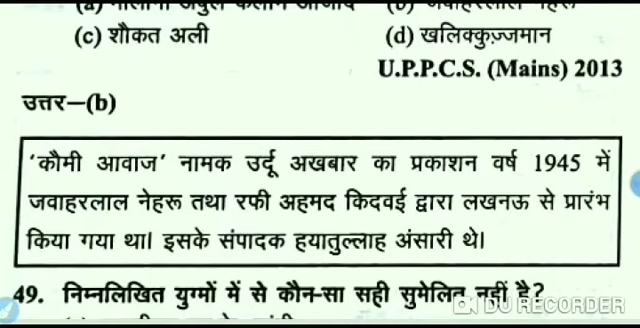 (c) शौकत अली (d) खलिक्कुज़्ज़मान
U.P.P.C.S. (Mains) 2013
उत्तर–(b)
'कौमी आवाज' नामक उर्दू अखबार का प्रकाशन वर्ष 1945 में
जवाहरलाल नेहरू तथा रफी अहमद किदवई द्वारा लखनऊ से प्रारंभ
किया गया था। इसके संपादक हयातुल्लाह अंसारी थे।
49. निम्नलिखित युग्मों में से कौन-सा सही सुमेलित नहीं है?
DU RECORDER